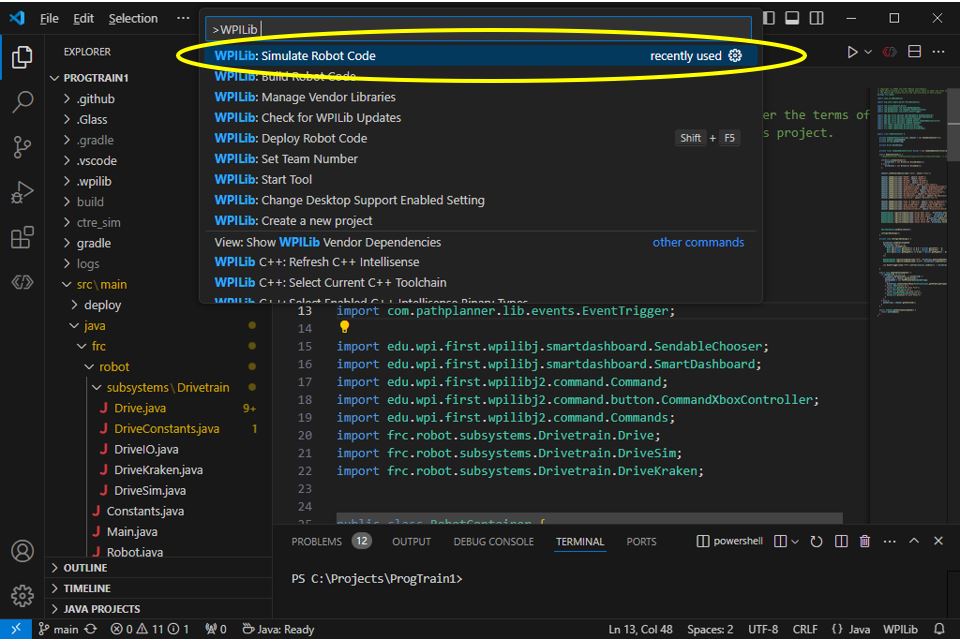 File Edit Selection ···
>WPILib
EXPLORER
WPILib: Simulate Robot Code recently used
WPILib: Build Robot Code
WPILib: Manage Vendor Libraries
WPILib: Check for WPILib Updates
WPILib: Deploy Robot Code Shift + F5
WPILib: Set Team Number
WPILib: Start Tool
WPILib: Change Desktop Support Enabled Setting
WPILib: Create a new project
View: Show WPILib Vendor Dependencies other commands
WPILib C++: Refresh C++ Intellisense
WPILib C++: Select Current C++ Toolchain
WPILib C++: Select Enabled C++ Intellisense Binary Types
er the terms of
s project.
PROGTRAIN1
.github
.Glass
.gradle
.vscode
.wpilib
build
ctre_sim
gradle
logs
src\main
deploy
java
frc
robot
subsystems\Drivetrain
Drive.java 9+
DriveConstants.java 1
DriveIO.java
DriveKraken.java
DriveSim.java
Constants.java
Main.java
Robot.java
OUTLINE
TIMELINE
JAVA PROJECTS
13 import com.pathplanner.lib.events.EventTrigger;
14
15 import edu.wpi.first.wpilibj.smartdashboard.SendableChooser;
16 import edu.wpi.first.wpilibj.smartdashboard.SmartDashboard;
17 import edu.wpi.first.wpilibj2.command.Command;
18 import edu.wpi.first.wpilibj2.command.button.CommandXboxController;
19 import edu.wpi.first.wpilibj2.command.Commands;
20 import frc.robot.subsystems.Drivetrain.Drive;
21 import frc.robot.subsystems.Drivetrain.DriveSim;
22 import frc.robot.subsystems.Drivetrain.DriveKraken;
23
24
25 public class RobotContainer {
PROBLEMS 12 OUTPUT DEBUG CONSOLE TERMINAL PORTS powershell ···
PS C:\Projects\ProgTrain1>
main 0 11 1 0 Java: Ready Ln 13, Col 48 Spaces: 2 UTF-8 CRLF {} Java WPILib